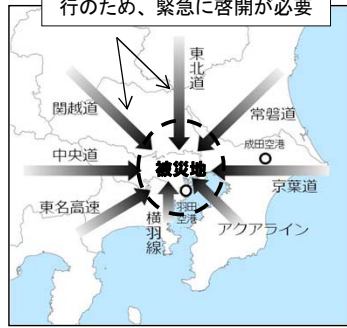 行のため、緊急に啓開が必要
東北道
関越道
常磐道
成田空港
中央道
被災地
京葉道
東名高速
羽田空港
横羽線
アクアライン